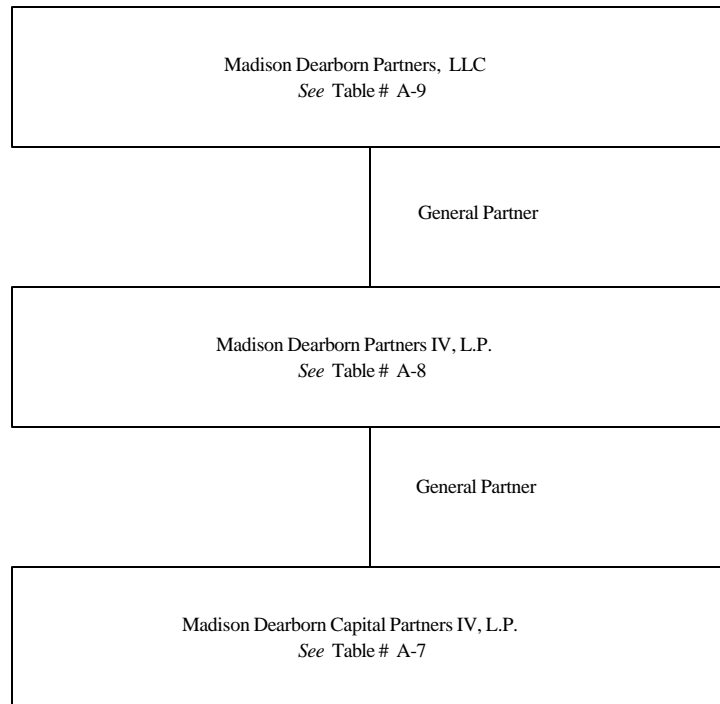 Madison Dearborn Partners, LLC
See Table # A-9
General Partner
Madison Dearborn Partners IV, L.P.
See Table # A-8
General Partner
Madison Dearborn Capital Partners IV, L.P.
See Table # A-7